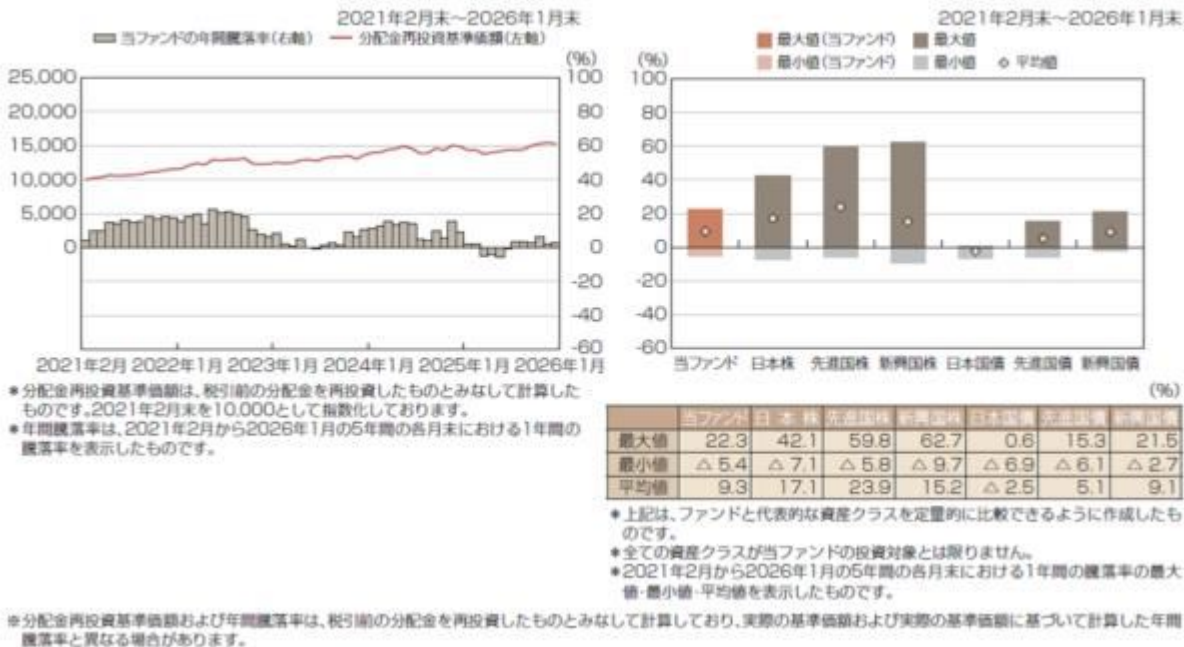 2021年2月末~2026年1月末
当ファンドの年間騰落率(右軸) 分配金再投資基準価額(左軸)
(%)
25,000 100
20,000 80
15,000 60
10,000 40
5,000 20
0 0
-20
-40
-60
2021年2月 2022年1月 2023年1月 2024年1月 2025年1月 2026年1月
*分配金再投資基準価額は、税引前の分配金を再投資したものとみなして計算した
ものです。2021年2月末を10,000として指数化しております。
*年間騰落率は、2021年2月から2026年1月の5年間の各月末における1年間の
騰落率を表示したものです。
2021年2月末~2026年1月末
最大値(当ファンド) 最大値
最小値(当ファンド) 最小値 平均値
(%)
100
80
60
40
20
0
-20
-40
-60
当ファンド 日本株 先進国株 新興国株 日本国債 先進国債 新興国債
(%)
当ファンド 日本株 先進国株 新興国株 日本国債 先進国債 新興国債
最大値 22.3 42.1 59.8 62.7 0.6 15.3 21.5
最小値 △5.4 △7.1 △5.8 △9.7 △6.9 △6.1 △2.7
平均値 9.3 17.1 23.9 15.2 △2.5 5.1 9.1
*上記は、ファンドと代表的な資産クラスを定量的に比較できるように作成したも
のです。
*全ての資産クラスが当ファンドの投資対象とは限りません。
*2021年2月から2026年1月の5年間の各月末における1年間の騰落率の最大
値・最小値・平均値を表示したものです。
※分配金再投資基準価額および年間騰落率は、税引前の分配金を再投資したものとみなして計算しており、実際の基準価額および実際の基準価額に基づいて計算した年間
騰落率と異なる場合があります。